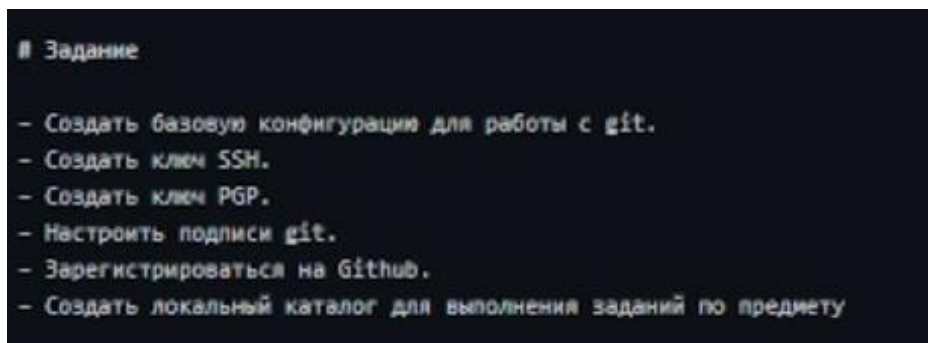 # Задание
- Создать базовую конфигурацию для работы с git.
- Создать ключ SSH.
- Создать ключ PGP.
- Настроить подписи git.
- Зарегистрироваться на Github.
- Создать локальный каталог для выполнения заданий по предмету